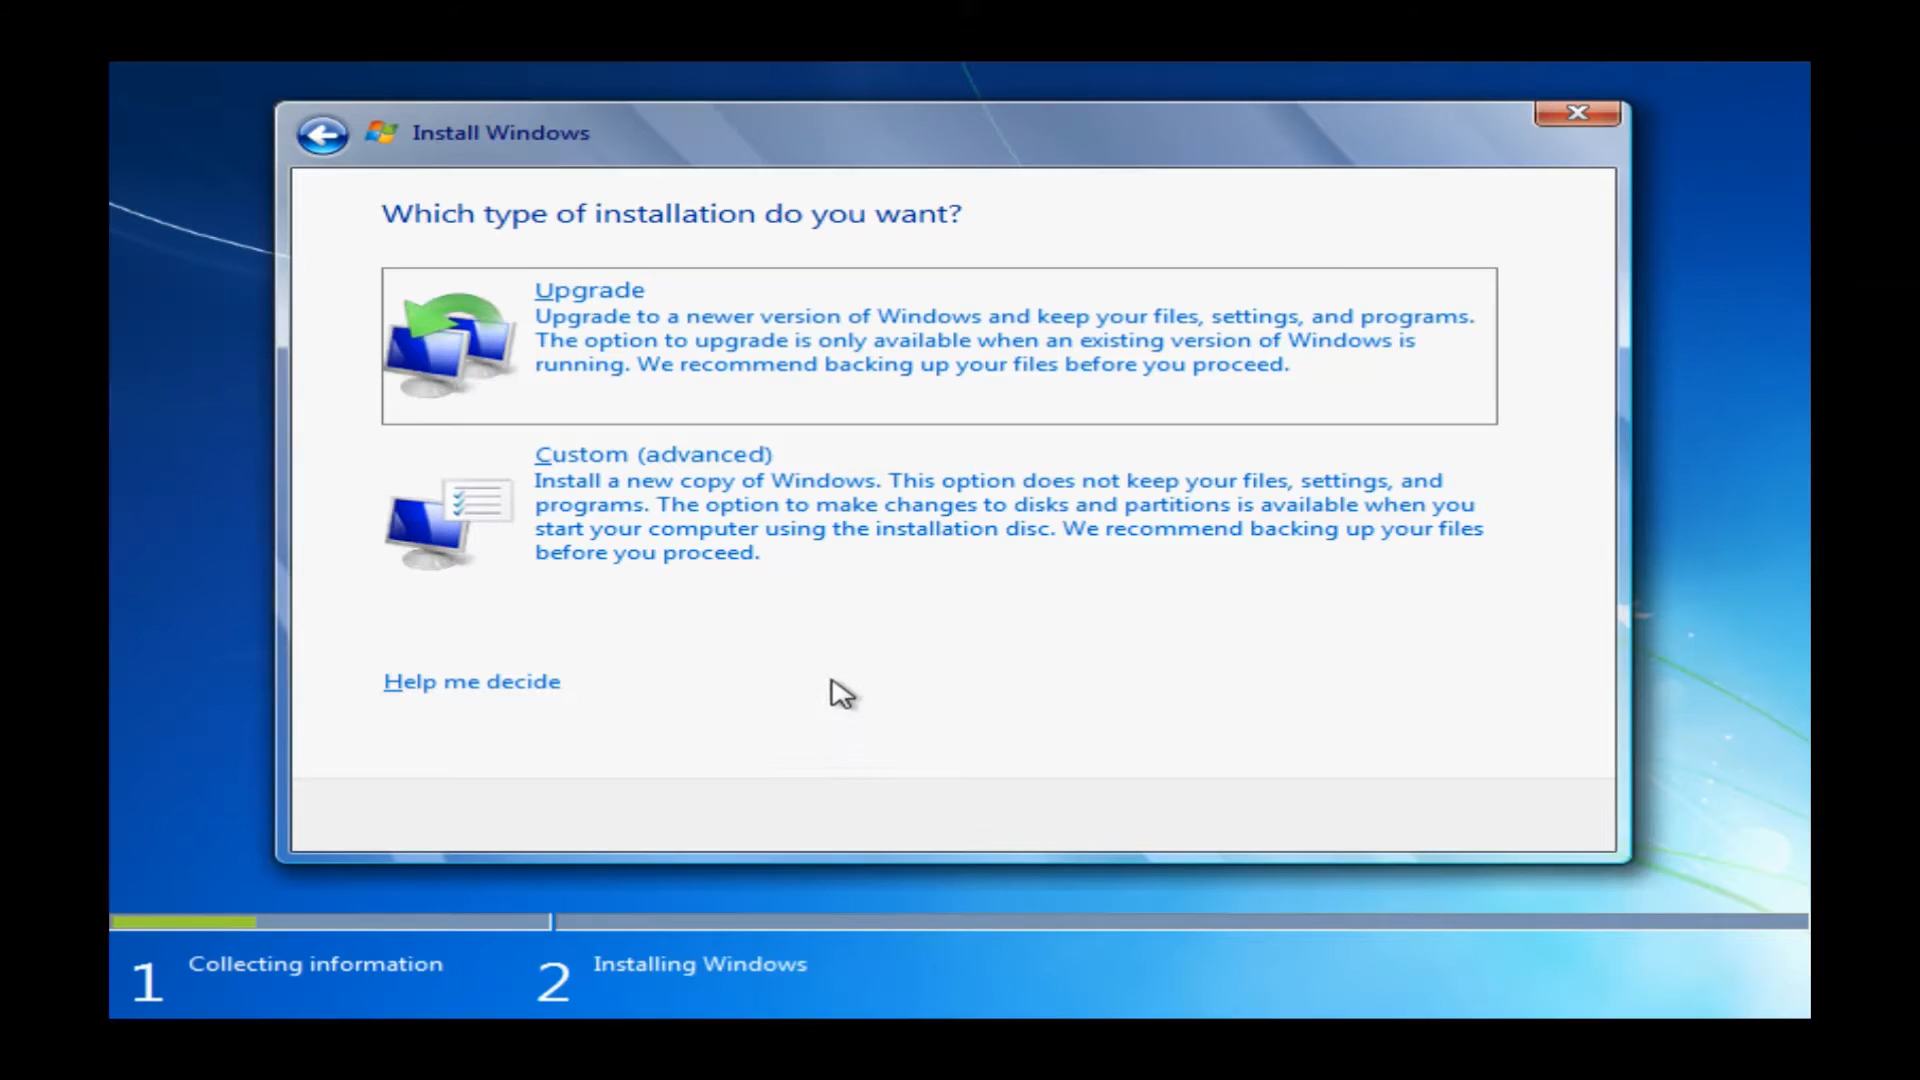 Install Windows
Which type of installation do you want?
Upgrade
Upgrade to a newer version of Windows and keep your files, settings, and programs.
The option to upgrade is only available when an existing version of Windows is
running. We recommend backing up your files before you proceed.
Custom (advanced)
Install a new copy of Windows. This option does not keep your files, settings, and
programs. The option to make changes to disks and partitions is available when you
start your computer using the installation disc. We recommend backing up your files
before you proceed.
Help me decide
1 Collecting information
2 Installing Windows